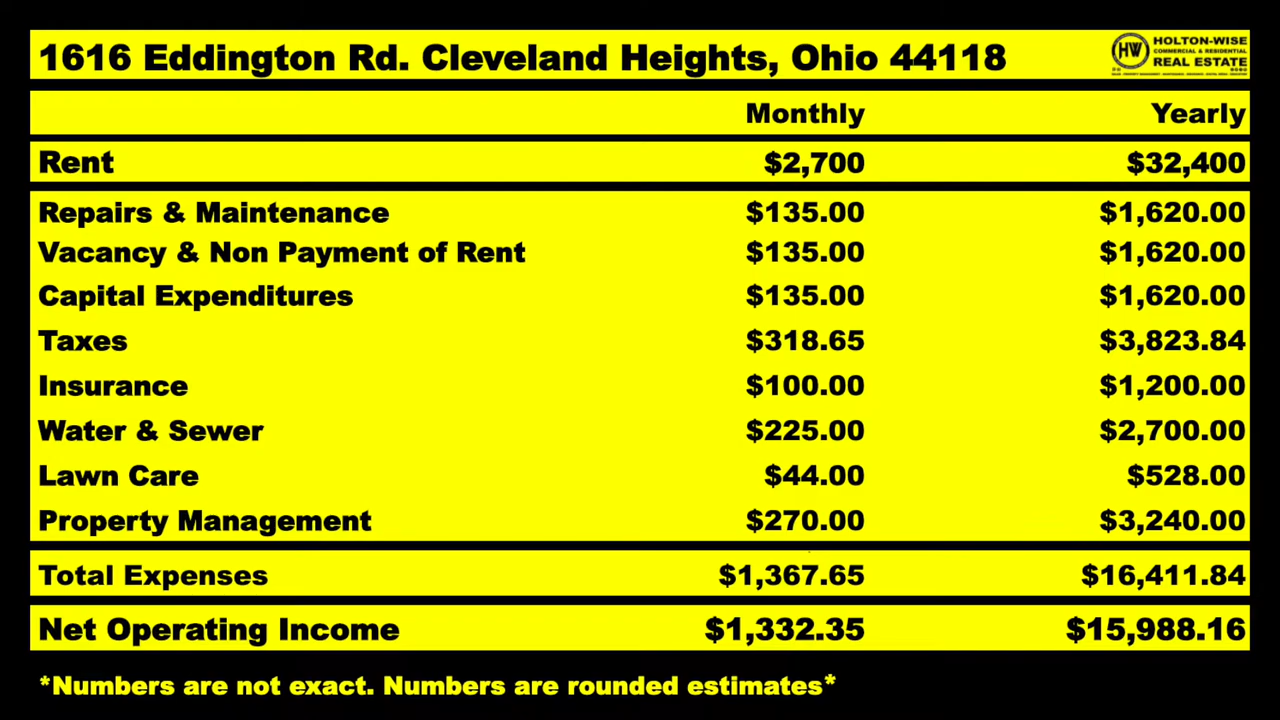 1616 Eddington Rd. Cleveland Heights, Ohio 44118
HW
HOLTON-WISE
COMMERCIAL & RESIDENTIAL
REAL ESTATE
Monthly Yearly
Rent $2,700 $32,400
Repairs & Maintenance $135.00 $1,620.00
Vacancy & Non Payment of Rent $135.00 $1,620.00
Capital Expenditures $135.00 $1,620.00
Taxes $318.65 $3,823.84
Insurance $100.00 $1,200.00
Water & Sewer $225.00 $2,700.00
Lawn Care $44.00 $528.00
Property Management $270.00 $3,240.00
Total Expenses $1,367.65 $16,411.84
Net Operating Income $1,332.35 $15,988.16
*Numbers are not exact. Numbers are rounded estimates*